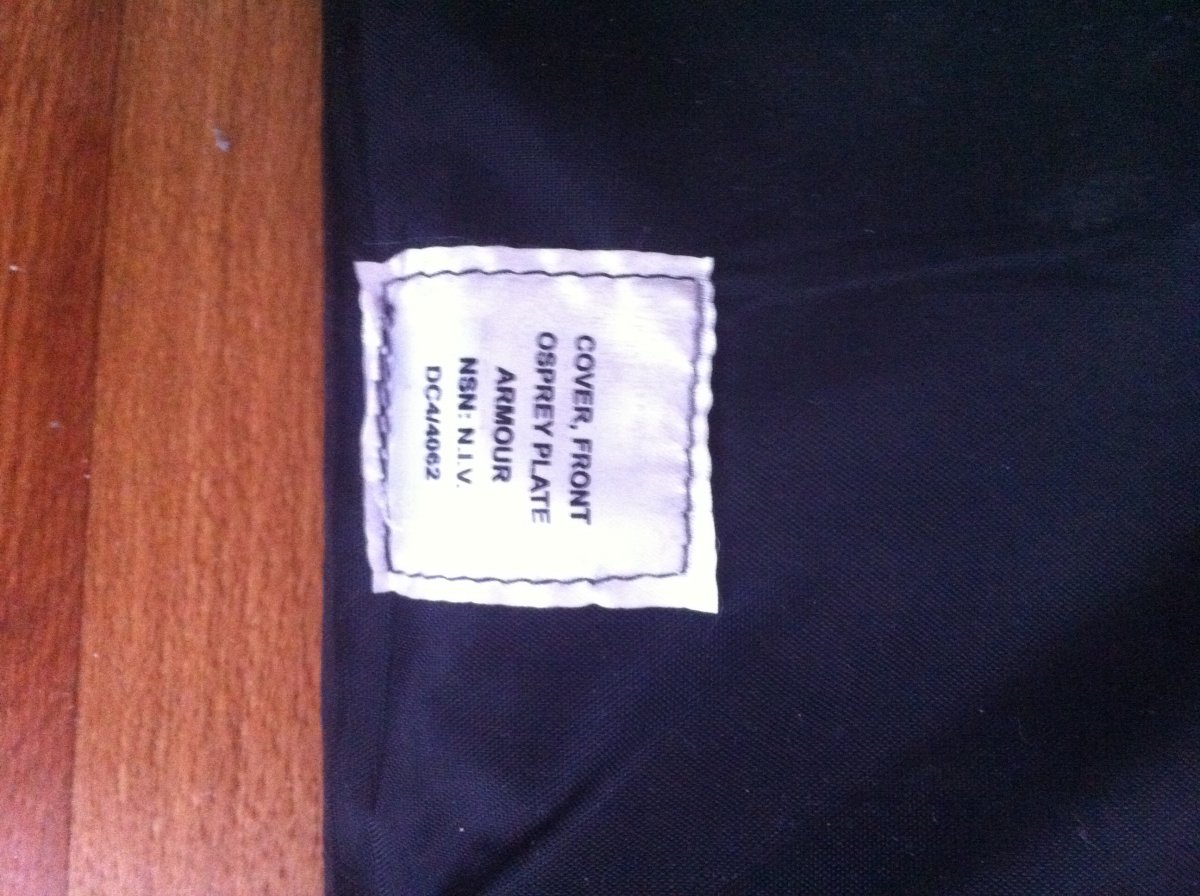 COVER, FRONT
OSPREY PLATE
ARMOUR
NSN: N.I.V.
DC4/4062